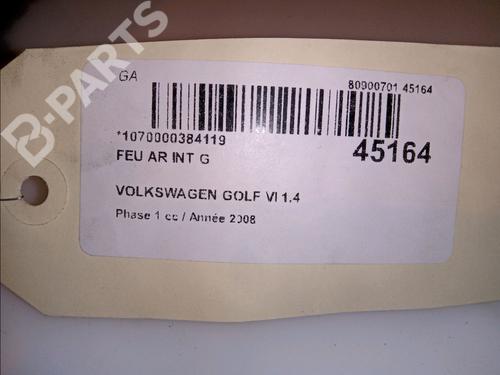 B-PARTS
GA
80900701 45164
*1070000384119
45164
FEU AR INT G
VOLKSWAGEN GOLF VI 1.4
Phase 1 cc / Année 2008